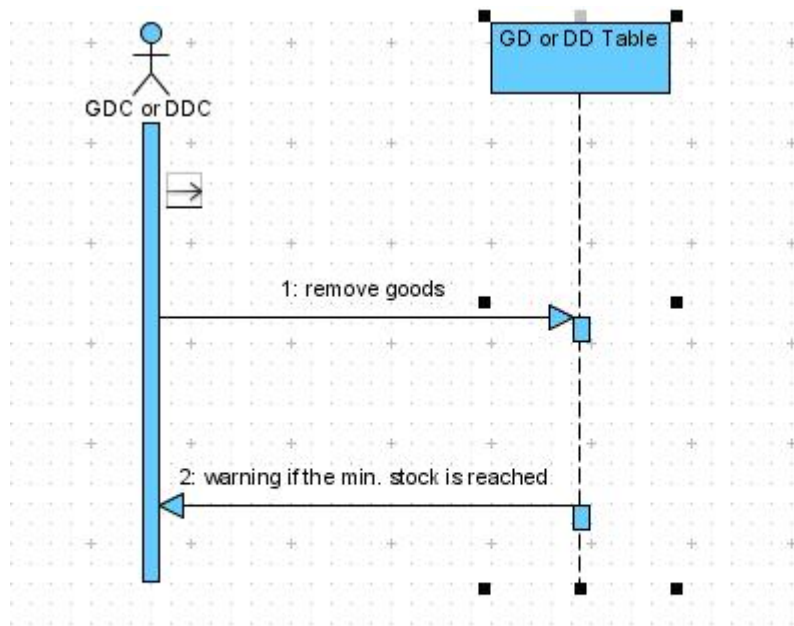 GD or DD Table
GDC or DDC
1: remove goods
2: warning if the min. stock is reached